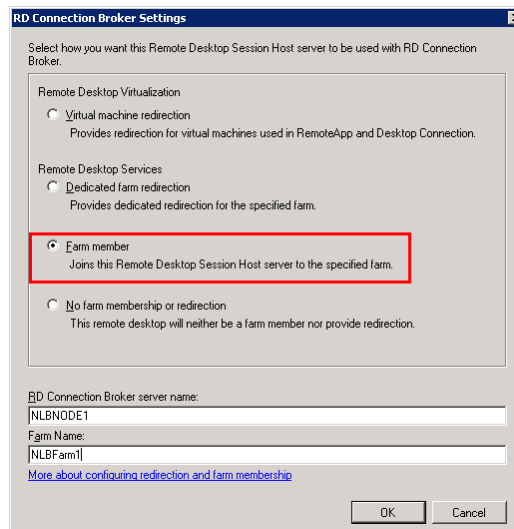 RD Connection Broker Settings
Select how you want this Remote Desktop Session Host server to be used with RD Connection
Broker.
Remote Desktop Virtualization
Virtual machine redirection
Provides redirection for virtual machines used in RemoteApp and Desktop Connection.
Remote Desktop Services
Dedicated farm redirection
Provides dedicated redirection for the specified farm.
Farm member
Joins this Remote Desktop Session Host server to the specified farm.
No farm membership or redirection
This remote desktop will neither be a farm member nor provide redirection.
RD Connection Broker server name:
NLBNODE1
Farm Name:
NLBFarm1
More about configuring redirection and farm membership
OK Cancel